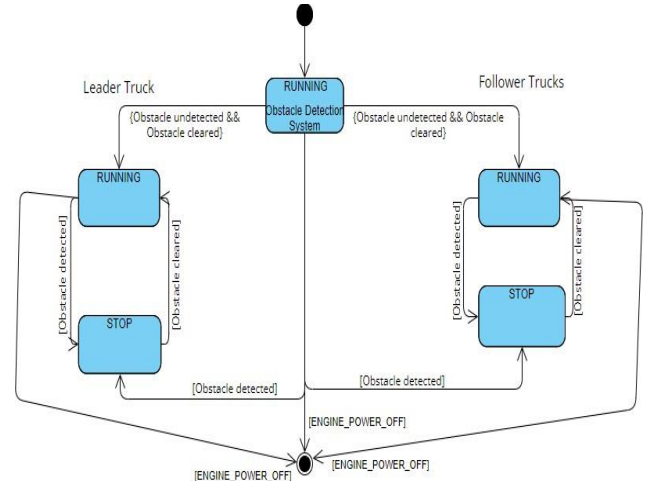 Leader Truck
Follower Trucks
RUNNING
Obstacle Detection
System
{Obstacle undetected &&
Obstacle cleared}
{Obstacle undetected && Obstacle
cleared}
RUNNING
RUNNING
[Obstacle detected]
[Obstacle cleared]
[Obstacle detected]
[Obstacle cleared]
STOP
STOP
[Obstacle detected]
[Obstacle detected]
[ENGINE_POWER_OFF]
[ENGINE_POWER_OFF]
[ENGINE_POWER_OFF]